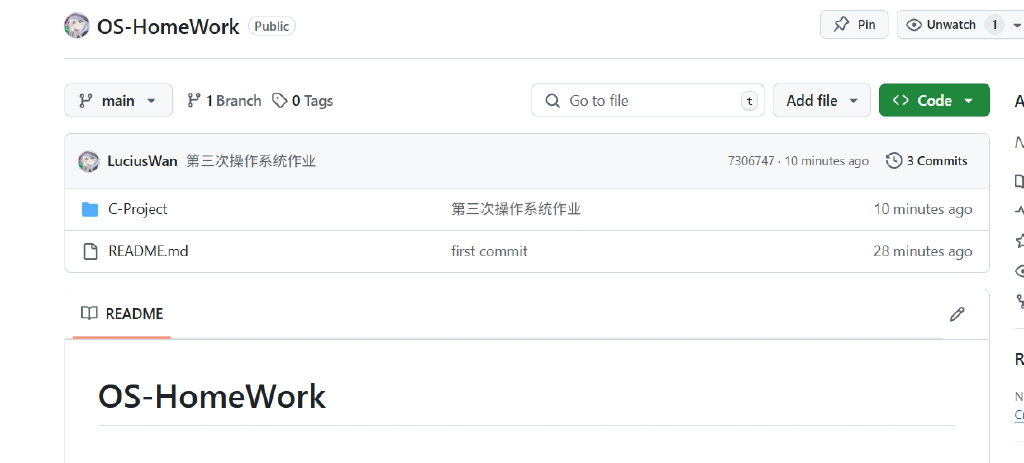 OS-HomeWork Public Pin Unwatch 1
main 1 Branch 0 Tags Go to file t Add file Code
LuciusWan 第三次操作系统作业 7306747 · 10 minutes ago 3 Commits
C-Project 第三次操作系统作业 10 minutes ago
README.md first commit 28 minutes ago
README
OS-HomeWork